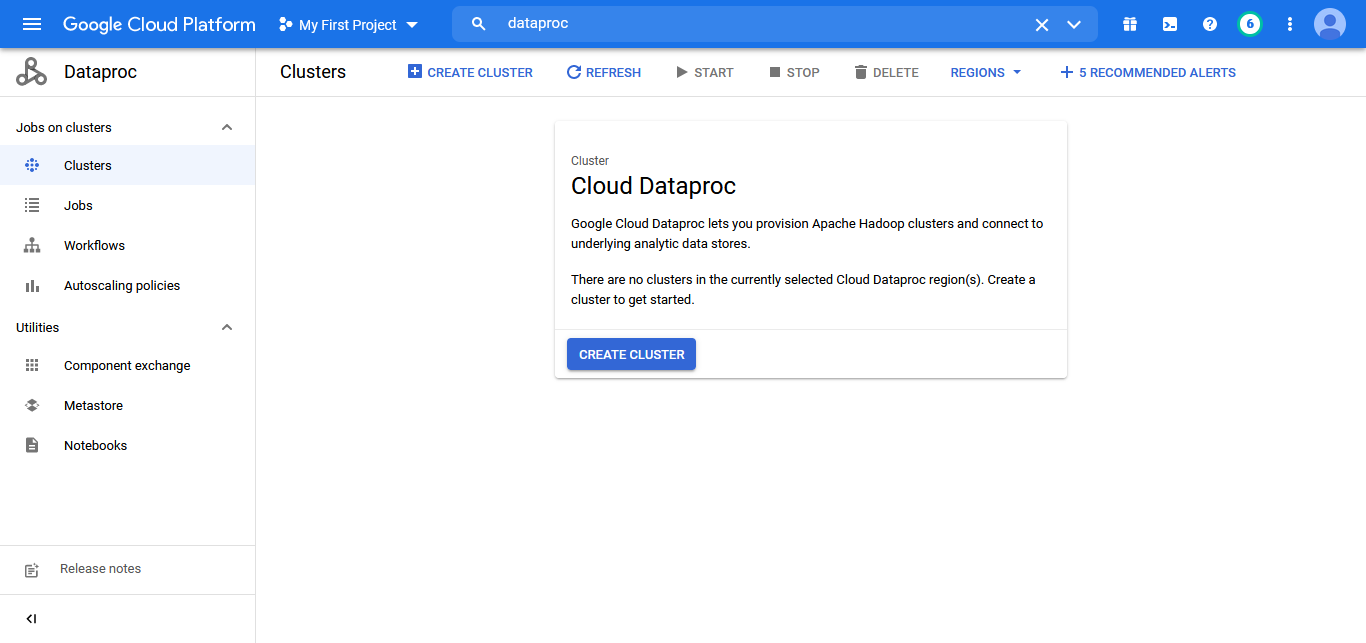 Google Cloud Platform
My First Project
dataproc
6
Dataproc
Clusters
CREATE CLUSTER
REFRESH
START
STOP
DELETE
REGIONS
5 RECOMMENDED ALERTS
Jobs on clusters
Clusters
Jobs
Workflows
Autoscaling policies
Utilities
Component exchange
Metastore
Notebooks
Release notes
Cluster
Cloud Dataproc
Google Cloud Dataproc lets you provision Apache Hadoop clusters and connect to
underlying analytic data stores.
There are no clusters in the currently selected Cloud Dataproc region(s). Create a
cluster to get started.
CREATE CLUSTER